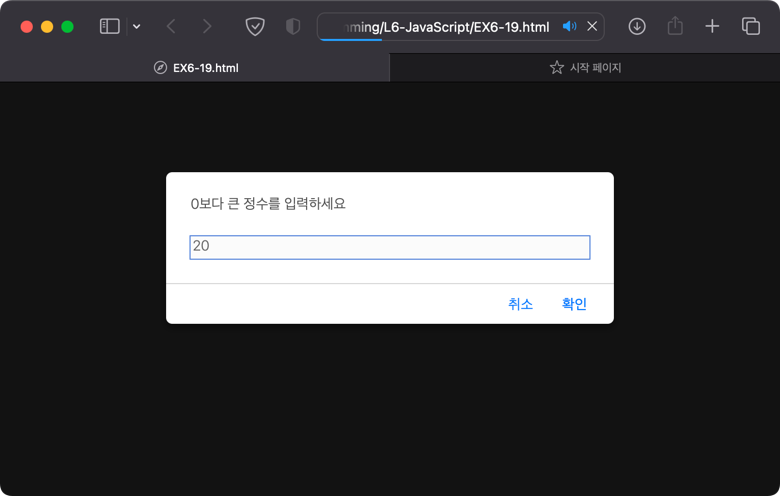 ming/L6-JavaScript/EX6-19.html
EX6-19.html
시작 페이지
0보다 큰 정수를 입력하세요
20
취소
확인